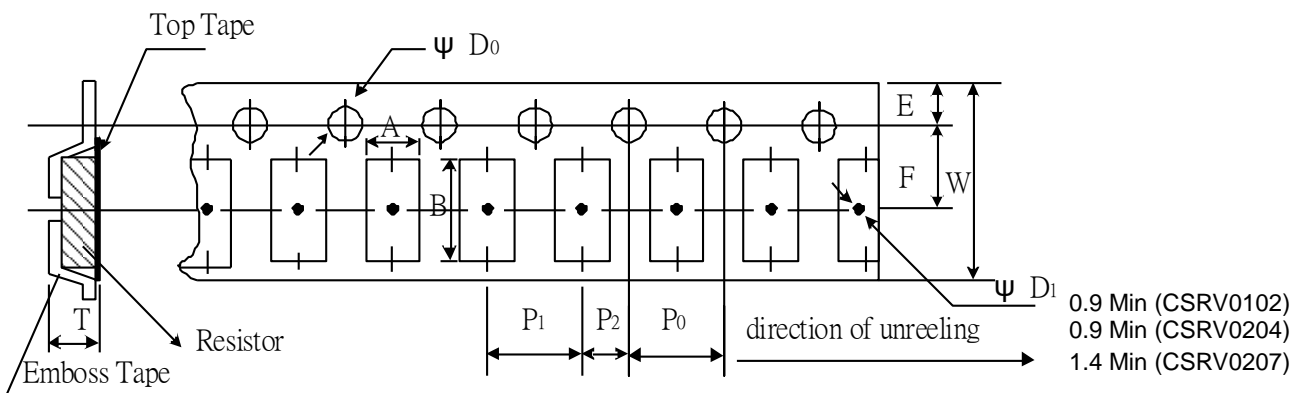 Top Tape
Ψ D0
E
A
F
W
B
Ψ D1
0.9 Min (CSRV0102)
0.9 Min (CSRV0204)
1.4 Min (CSRV0207)
T
P1
P2
P0
direction of unreeling
Resistor
Emboss Tape